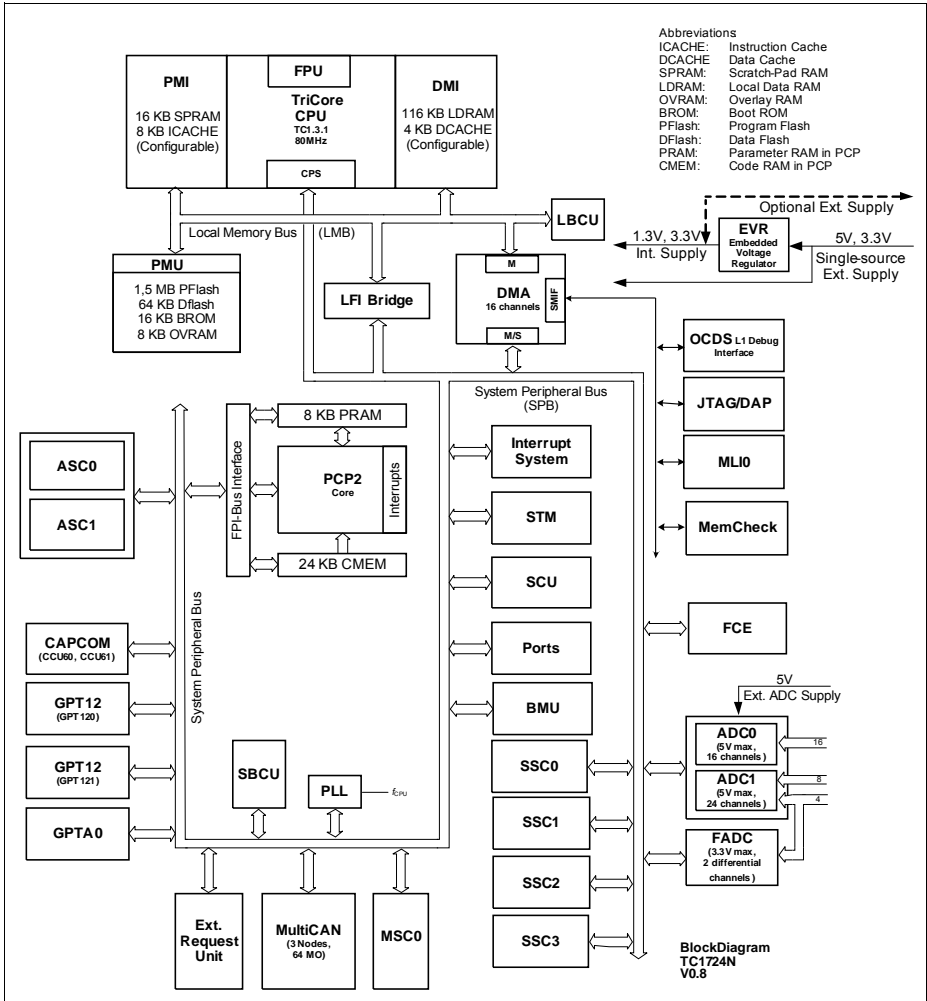 Abbreviations
ICACHE: Instruction Cache
DCACHE Data Cache
SPRAM: Scratch-Pad RAM
LDRAM: Local Data RAM
OVRAM: Overlay RAM
BROM: Boot ROM
PFlash: Program Flash
DFlash: Data Flash
PRAM: Parameter RAM in PCP
CMEM: Code RAM in PCP
PMI
16 KB SPRAM
8 KB ICACHE
(Configurable)
FPU
TriCore
CPU
TC1.3.1
80MHz
CPS
DMI
116 KB LDRAM
4 KB DCACHE
(Configurable)
Local Memory Bus (LMB)
LBCU
Optional Ext. Supply
1.3V, 3.3V
Int. Supply
EVR
Embedded
Voltage
Regulator
5V, 3.3V
Single-source
Ext. Supply
PMU
1,5 MB PFlash
64 KB Dflash
16 KB BROM
8 KB OVRAM
LFI Bridge
M
DMA
16 channels
SMIF
M/S
OCDS L1 Debug
Interface
JTAG/DAP
MLI0
MemCheck
System Peripheral Bus
(SPB)
ASC0
ASC1
FPI-Bus Interface
8 KB PRAM
PCP2
Core
Interrupts
24 KB CMEM
Interrupt
System
STM
SCU
Ports
BMU
FCE
System Peripheral Bus
CAPCOM
(CCU60, CCU61)
GPT12
(GPT120)
GPT12
(GPT121)
GPTA0
SBCU
PLL
fCPU
SSC0
SSC1
SSC2
SSC3
5V
Ext. ADC Supply
ADC0
(5V max,
16 channels)
16
ADC1
(5V max,
24 channels)
8
4
FADC
(3.3V max,
2 differential
channels)
Ext.
Request
Unit
MultiCAN
(3 Nodes,
64 MO)
MSC0
BlockDiagram
TC1724N
V0.8